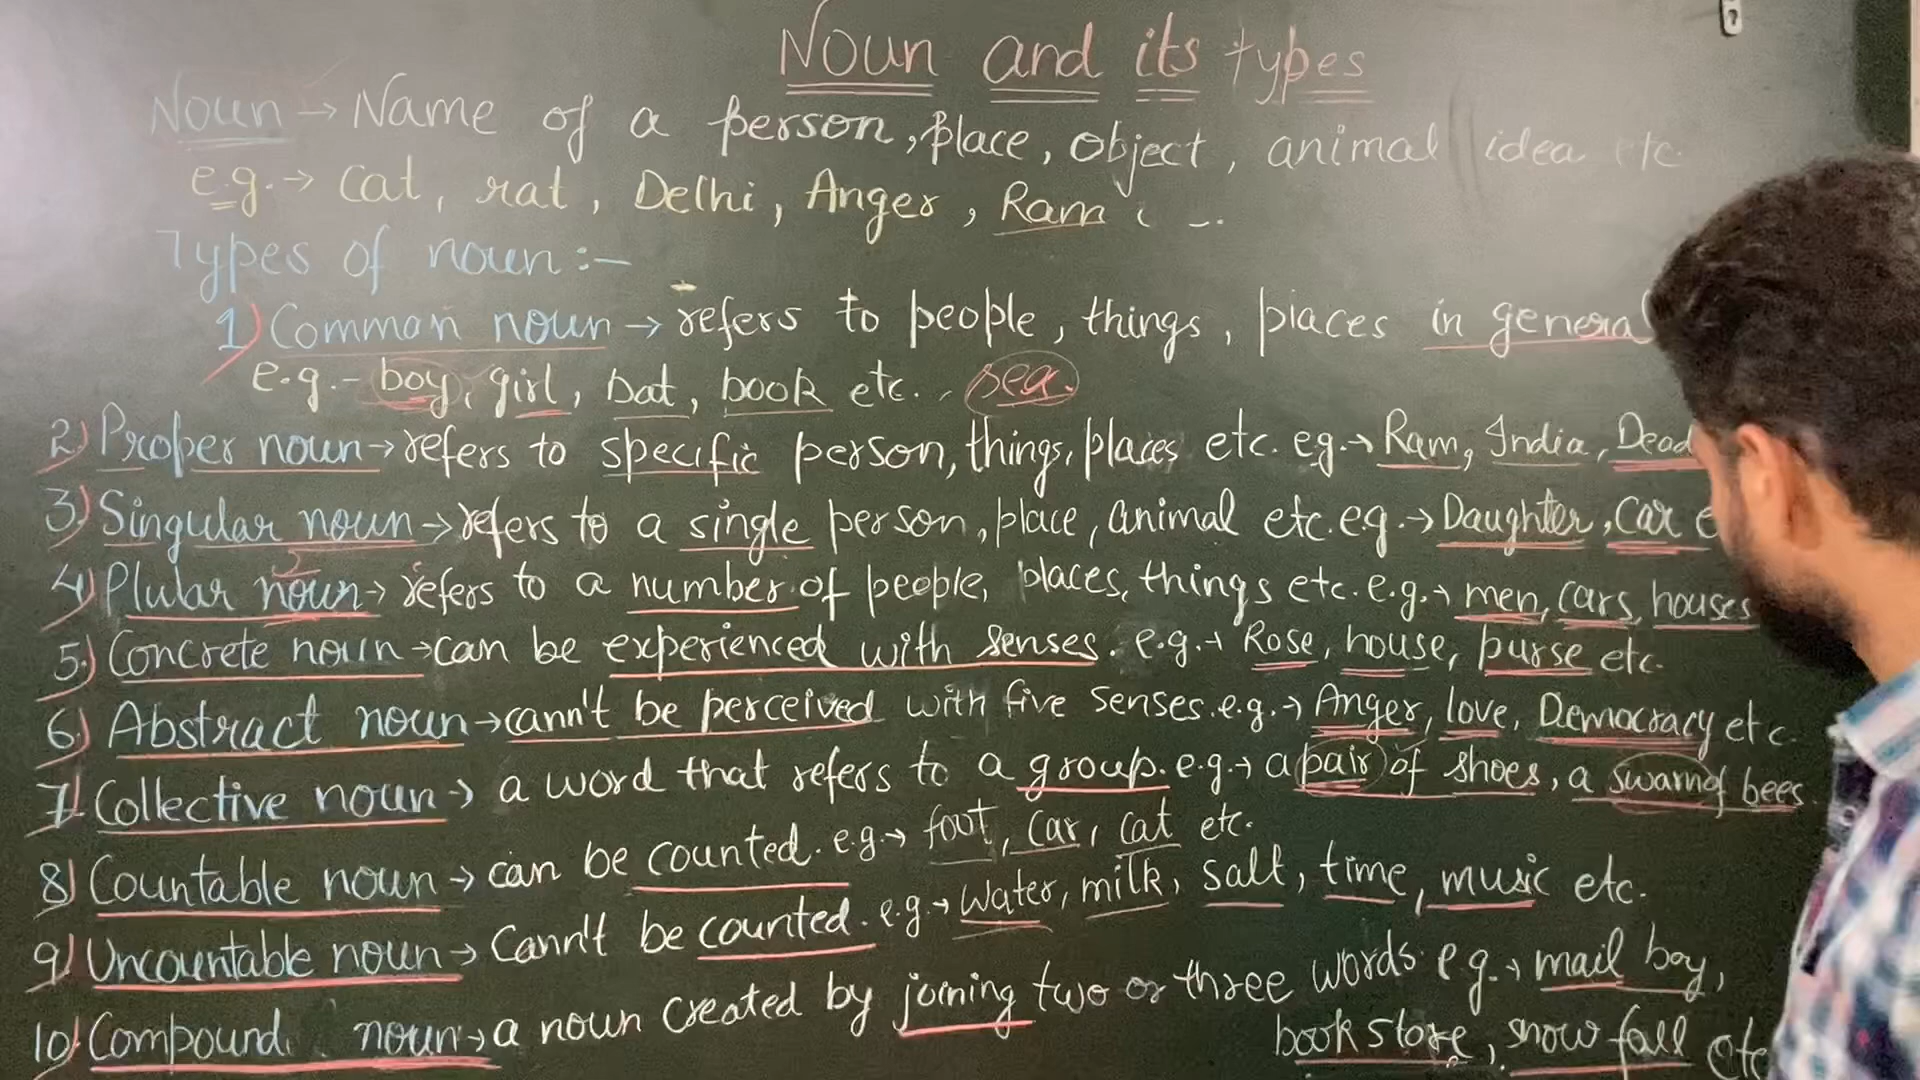 Noun and its types
Noun → Name of a person, place, object, animal idea etc.
e.g. → cat, rat, Delhi, Anger, Ram
Types of noun :-
1) Common noun → refers to people, things, places in general
e.g. - boy, girl, bat, book etc. sea.
2) Proper noun → refers to specific person, things, places etc. eg. → Ram, India, Dead
3) Singular noun → refers to a single person, place, animal etc. eg. → Daughter, Car
4) Plular noun → refers to a number of people, places, things etc. e.g. → men, cars, houses
5) Concrete noun → can be experienced with senses. e.g. → Rose, house, purse etc.
6) Abstract noun → cann't be perceived with five senses. e.g. → Anger, love, Democracy etc
7) Collective noun → a word that refers to a group. e.g. → a pair of shoes, a swarm of bees
8) Countable noun → can be counted. e.g. → foot, car, cat etc.
9) Uncountable noun → Cann't be counted. e.g. → water, milk, salt, time, music etc.
10) Compound noun → a noun created by joining two or three words e.g. → mail boy,
book store, snow fall etc